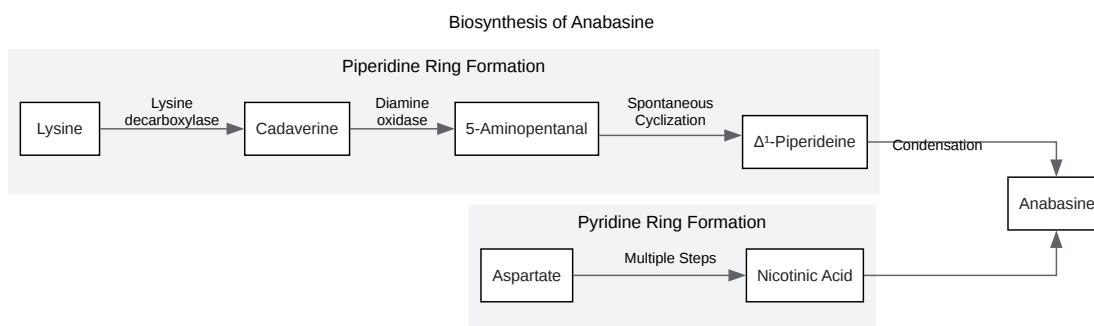 Biosynthesis of Anabasine
Piperidine Ring Formation
Lysine
Lysine
decarboxylase
Cadaverine
Diamine
oxidase
5-Aminopentanal
Spontaneous
Cyclization
Δ¹-Piperideine
Condensation
Anabasine
Pyridine Ring Formation
Aspartate
Multiple Steps
Nicotinic Acid